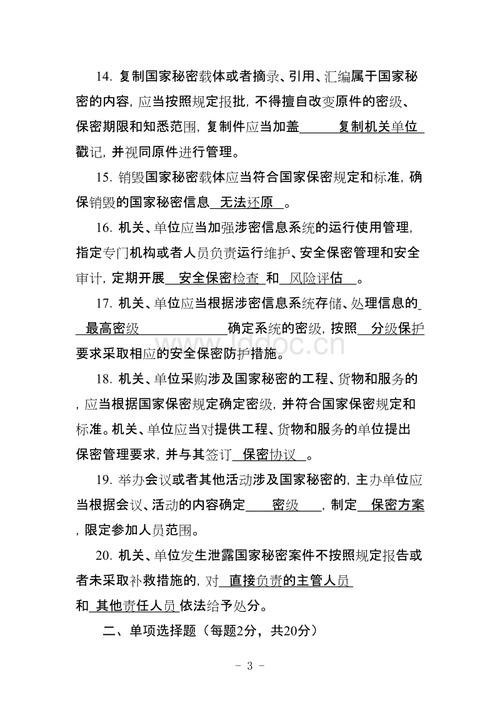 14. 复制国家秘密载体或者摘录、引用、汇编属于国家秘
密的内容,应当按照规定报批,不得擅自改变原件的密级、
保密期限和知悉范围,复制件应当加盖 复制机关单位
戳记,并视同原件进行管理。
15. 销毁国家秘密载体应当符合国家保密规定和标准,确
保销毁的国家秘密信息 无法还原 。
16. 机关、单位应当加强涉密信息系统的运行使用管理,
指定专门机构或者人员负责运行维护、安全保密管理和安全
审计,定期开展 安全保密检查 和 风险评估 。
17. 机关、单位应当根据涉密信息系统存储、处理信息的
最高密级 确定系统的密级,按照 分级保护
要求采取相应的安全保密防护措施。
18. 机关、单位采购涉及国家秘密的工程、货物和服务的
,应当根据国家保密规定确定密级,并符合国家保密规定和
标准。机关、单位应当对提供工程、货物和服务的单位提出
保密管理要求,并与其签订 保密协议 。
19. 举办会议或者其他活动涉及国家秘密的,主办单位应
当根据会议、活动的内容确定 密级 ,制定 保密方案
,限定参加人员范围。
20. 机关、单位发生泄露国家秘密案件不按照规定报告或
者未采取补救措施的,对 直接负责的主管人员
和 其他责任人员 依法给予处分。
二、单项选择题(每题2分,共20分)
- 3 -